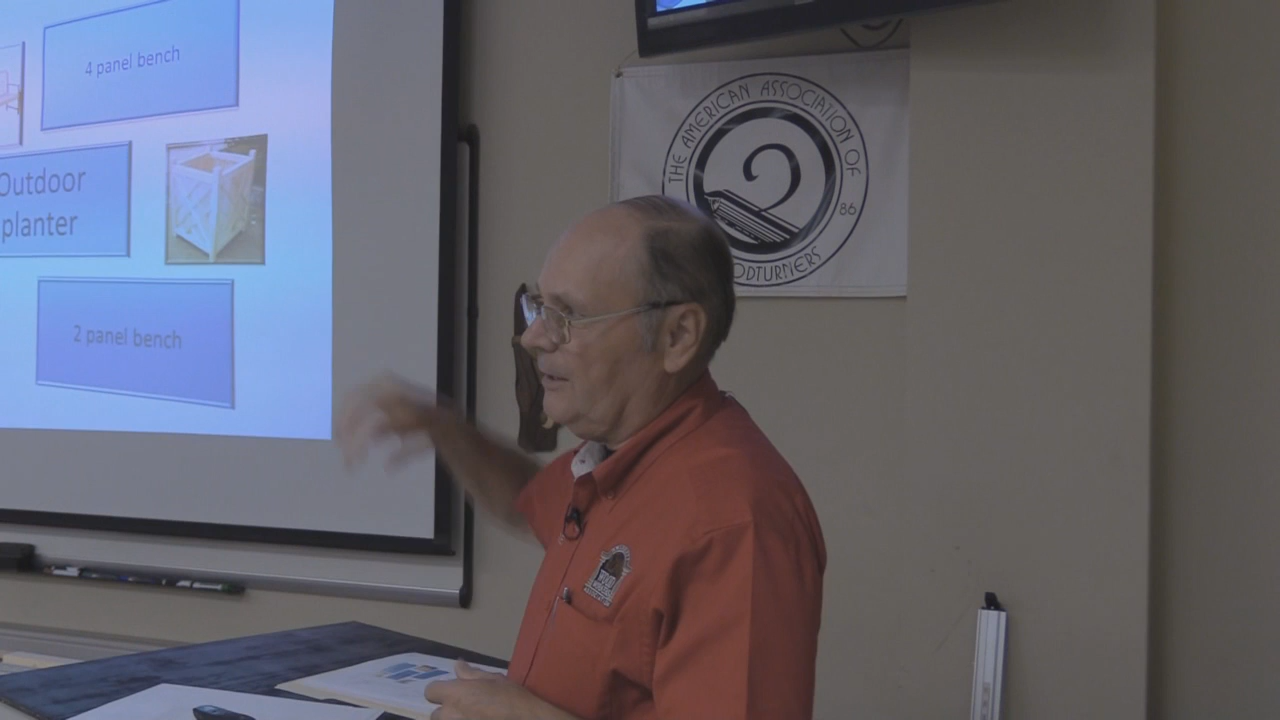 4 panel bench
Outdoor
planter
2 panel bench
THE AMERICAN ASSOCIATION OF
86
ODTURNERS